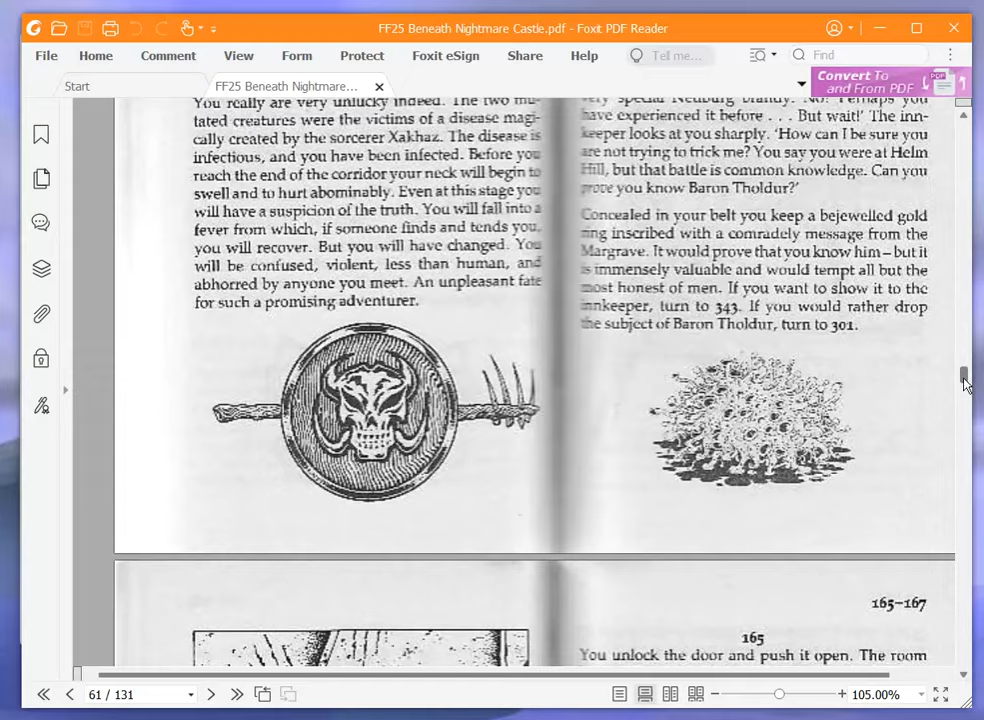 FF25 Beneath Nightmare Castle.pdf - Foxit PDF Reader
File Home Comment View Form Protect Foxit eSign Share Help Tell me... Find
Start FF25 Beneath Nightmare... Convert To
and From PDF PDF
You really are very unlucky indeed. The two mu-
tated creatures were the victims of a disease magi-
cally created by the sorcerer Xakhaz. The disease is
infectious, and you have been infected. Before you
reach the end of the corridor your neck will begin to
swell and to hurt abominably. Even at this stage you
will have a suspicion of the truth. You will fall into a
fever from which, if someone finds and tends you,
you will recover. But you will have changed. You
will be confused, violent, less than human, and
abhorred by anyone you meet. An unpleasant fate
for such a promising adventurer.
very special Neuburg brandy. No! Perhaps you
have experienced it before . . . But wait!' The inn-
keeper looks at you sharply. 'How can I be sure you
are not trying to trick me? You say you were at Helm
Hill, but that battle is common knowledge. Can you
prove you know Baron Tholdur?'
Concealed in your belt you keep a bejewelled gold
ring inscribed with a comradely message from the
Margrave. It would prove that you know him – but it
is immensely valuable and would tempt all but the
most honest of men. If you want to show it to the
innkeeper, turn to 343. If you would rather drop
the subject of Baron Tholdur, turn to 301.
165–167
165
You unlock the door and push it open. The room
61 / 131
105.00%